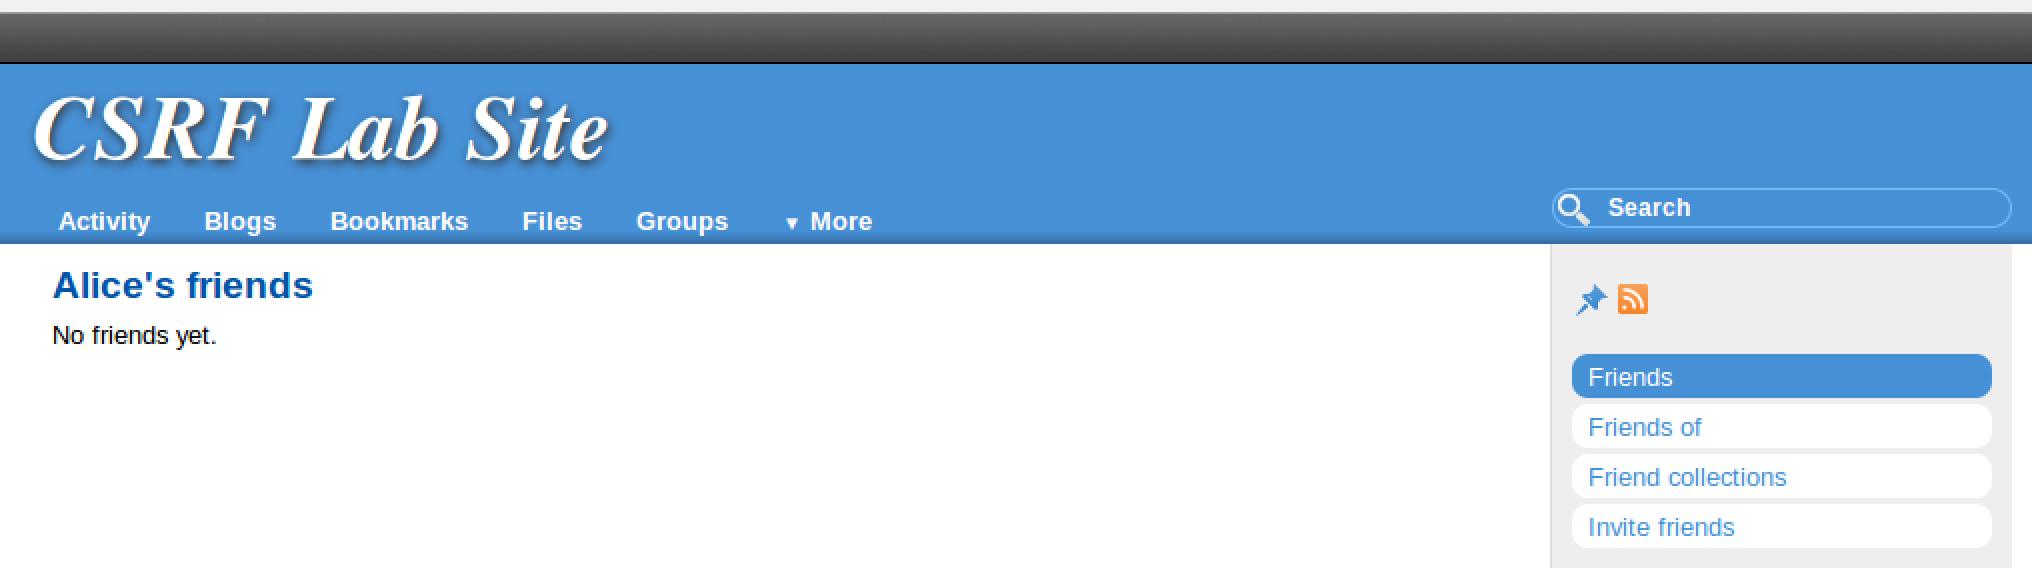 CSRF Lab Site
Activity Blogs Bookmarks Files Groups ▼ More
Search
Alice's friends
No friends yet.
Friends
Friends of
Friend collections
Invite friends